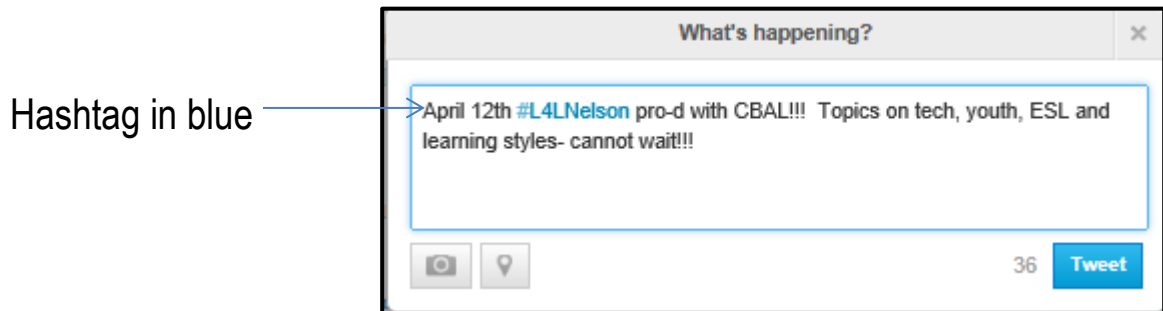 What's happening?
Hashtag in blue
April 12th #L4LNelson pro-d with CBAL!!!  Topics on tech, youth, ESL and
learning styles- cannot wait!!!
36
Tweet